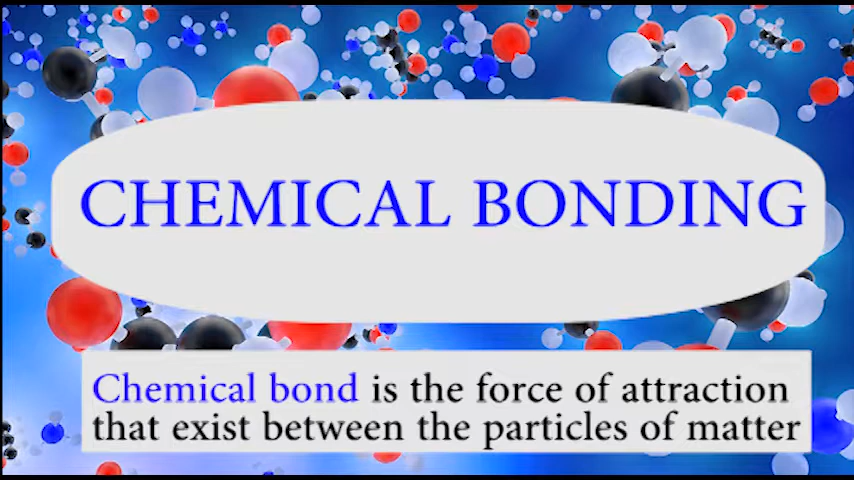 CHEMICAL BONDING
Chemical bond is the force of attraction
that exist between the particles of matter